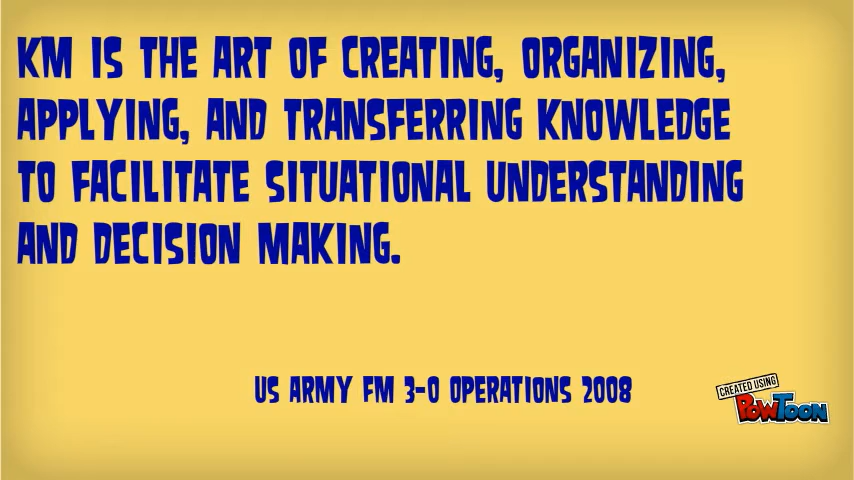 KM IS THE ART OF CREATING, ORGANIZING,
APPLYING, AND TRANSFERRING KNOWLEDGE
TO FACILITATE SITUATIONAL UNDERSTANDING
AND DECISION MAKING.
US ARMY FM 3-0 OPERATIONS 2008
CREATED USING
POWTOON